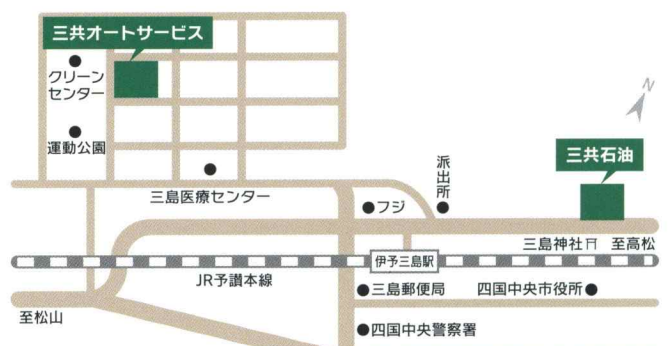 三共オートサービス
クリーン
センター
運動公園
三島医療センター
N
派出所
三共石油
フジ
三島神社
至高松
伊予三島駅
JR予讃本線
三島郵便局
四国中央市役所
至松山
四国中央警察署